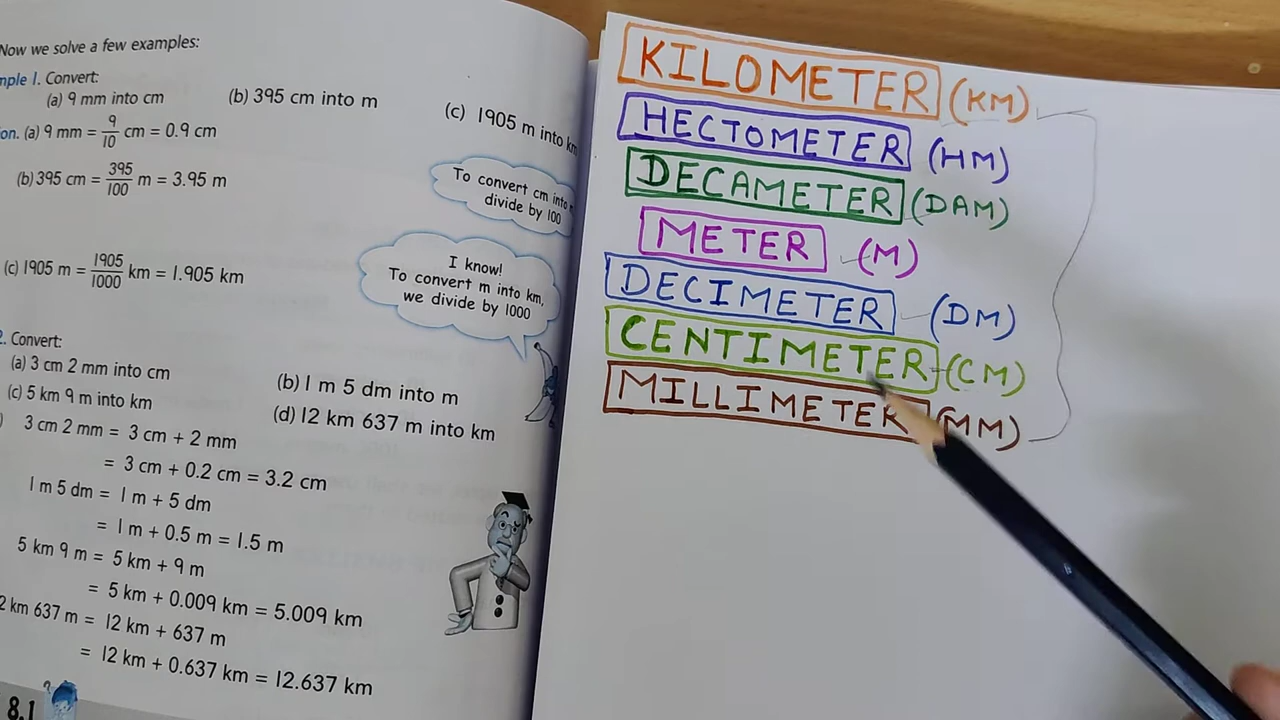 Now we solve a few examples:
mple 1. Convert:
(a) 9 mm into cm (b) 395 cm into m (c) 1905 m into km
ion. (a) 9 mm = 9/10 cm = 0.9 cm
(b) 395 cm = 395/100 m = 3.95 m
To convert cm into
divide by 100
(c) 1905 m = 1905/1000 km = 1.905 km
I know!
To convert m into km,
we divide by 1000
2. Convert:
(a) 3 cm 2 mm into cm (b) 1 m 5 dm into m
(c) 5 km 9 m into km (d) 12 km 637 m into km
) 3 cm 2 mm = 3 cm + 2 mm
= 3 cm + 0.2 cm = 3.2 cm
1 m 5 dm = 1 m + 5 dm
= 1 m + 0.5 m = 1.5 m
5 km 9 m = 5 km + 9 m
= 5 km + 0.009 km = 5.009 km
2 km 637 m = 12 km + 637 m
= 12 km + 0.637 km = 12.637 km
8.1
KILOMETER (KM)
HECTOMETER (HM)
DECAMETER (DAM)
METER (M)
DECIMETER (DM)
CENTIMETER (CM)
MILLIMETER (MM)